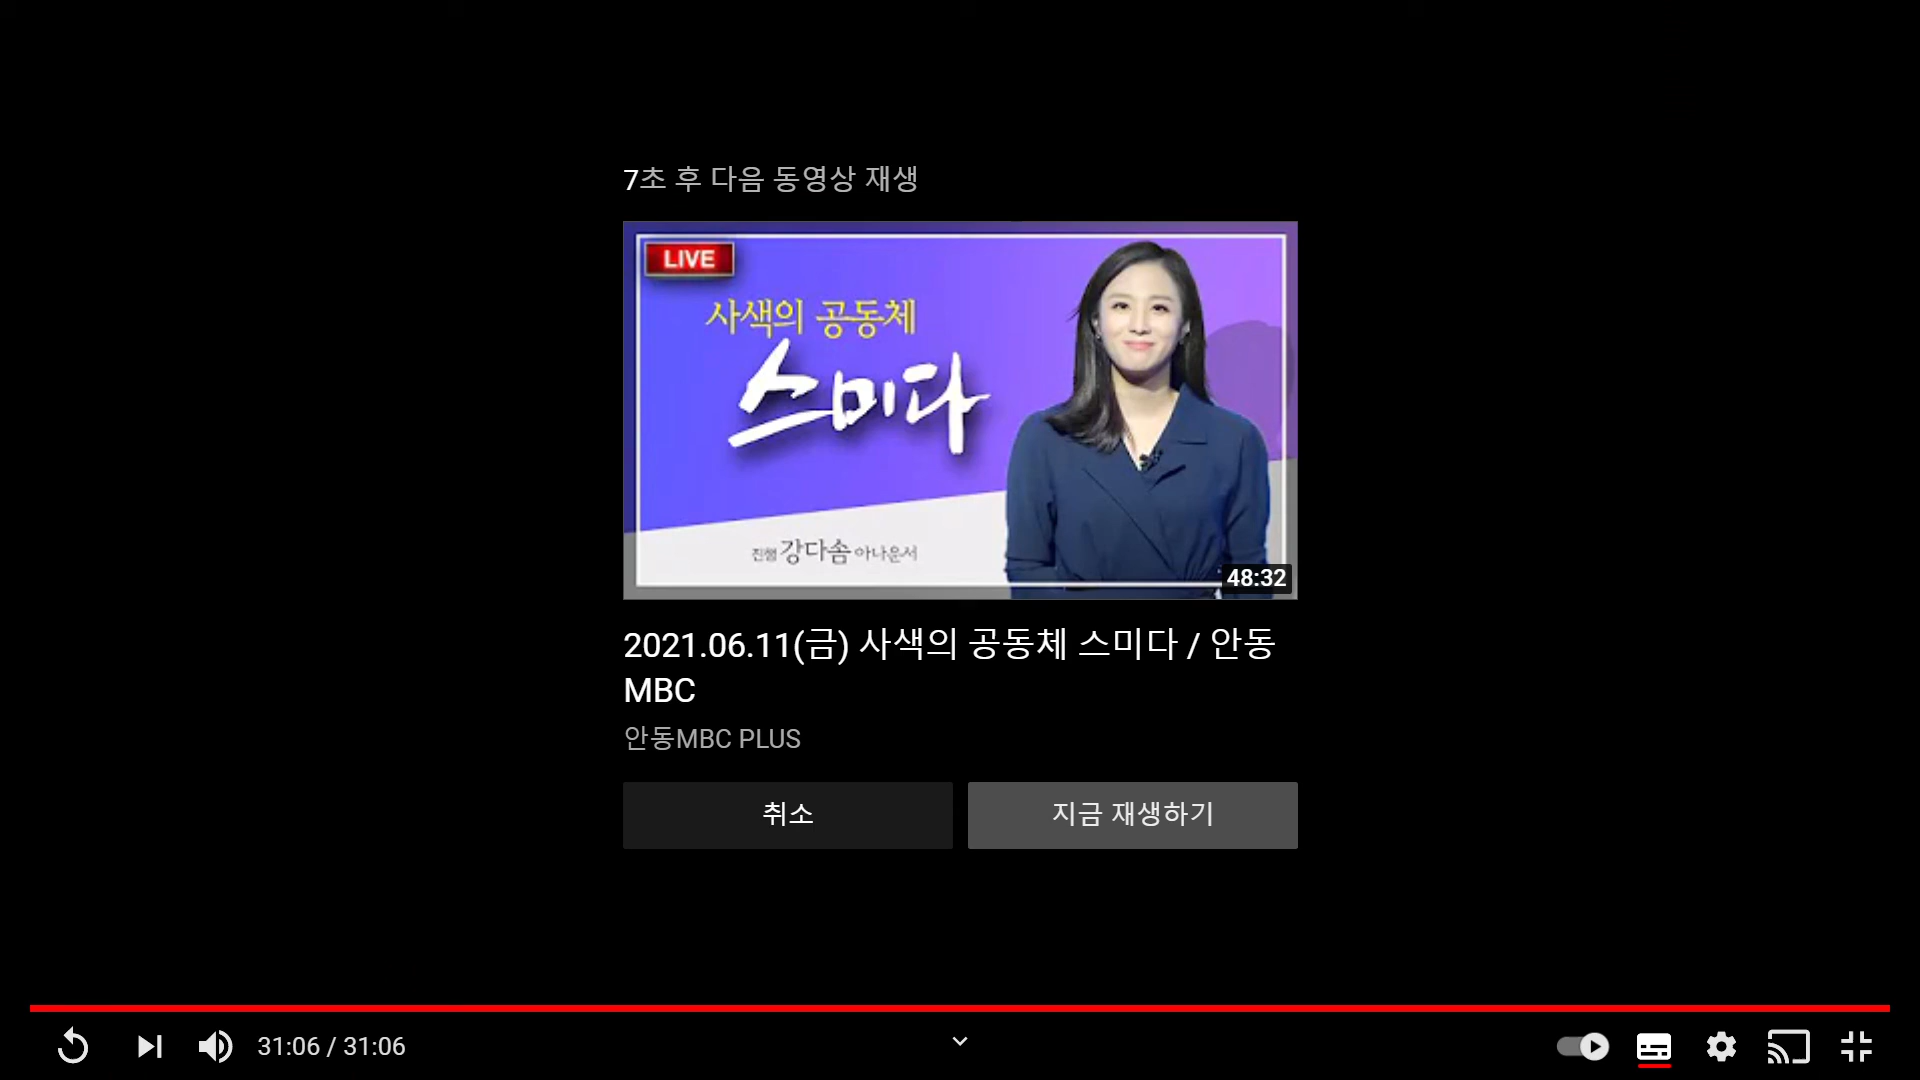 7초 후 다음 동영상 재생
LIVE
사색의 공동체
스미다
진행 강다솜 아나운서
48:32
2021.06.11(금) 사색의 공동체 스미다 / 안동
MBC
안동MBC PLUS
취소
지금 재생하기
31:06 / 31:06